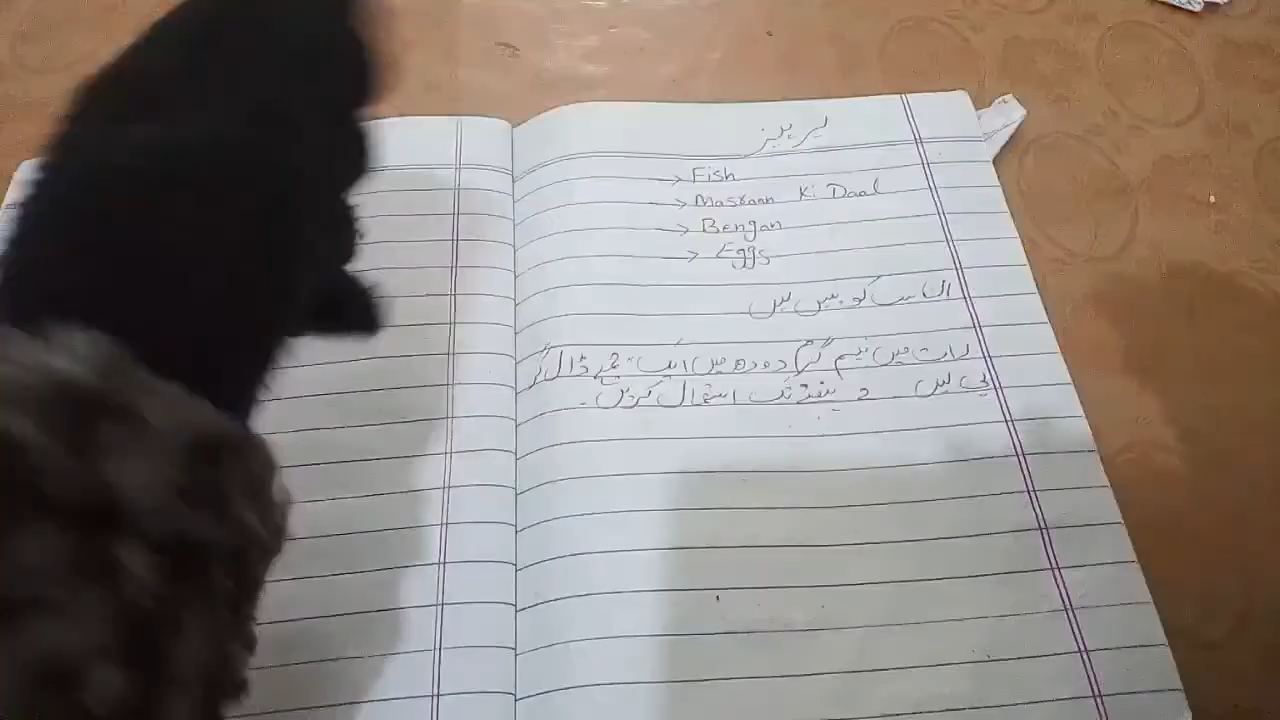 پرہیز
→ Fish
→ Masraan Ki Daal
→ Bengan
→ Eggs
السی کو پیس لیں
رات میں نیم گرم دودھ میں ایک چمچ ڈال کر
پی لیں 2 ہفتے تک استعمال کریں۔